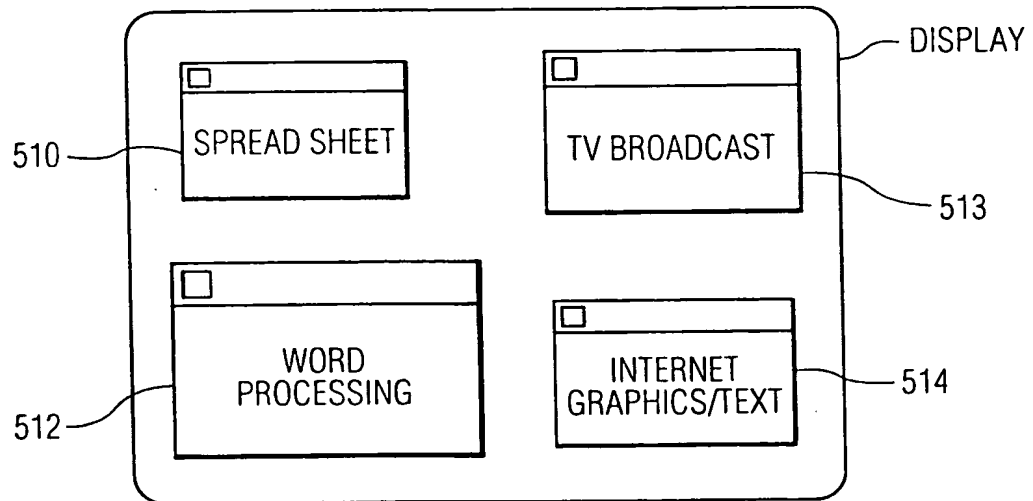 DISPLAY
SPREAD SHEET
510
TV BROADCAST
513
WORD
PROCESSING
512
INTERNET
GRAPHICS/TEXT
514